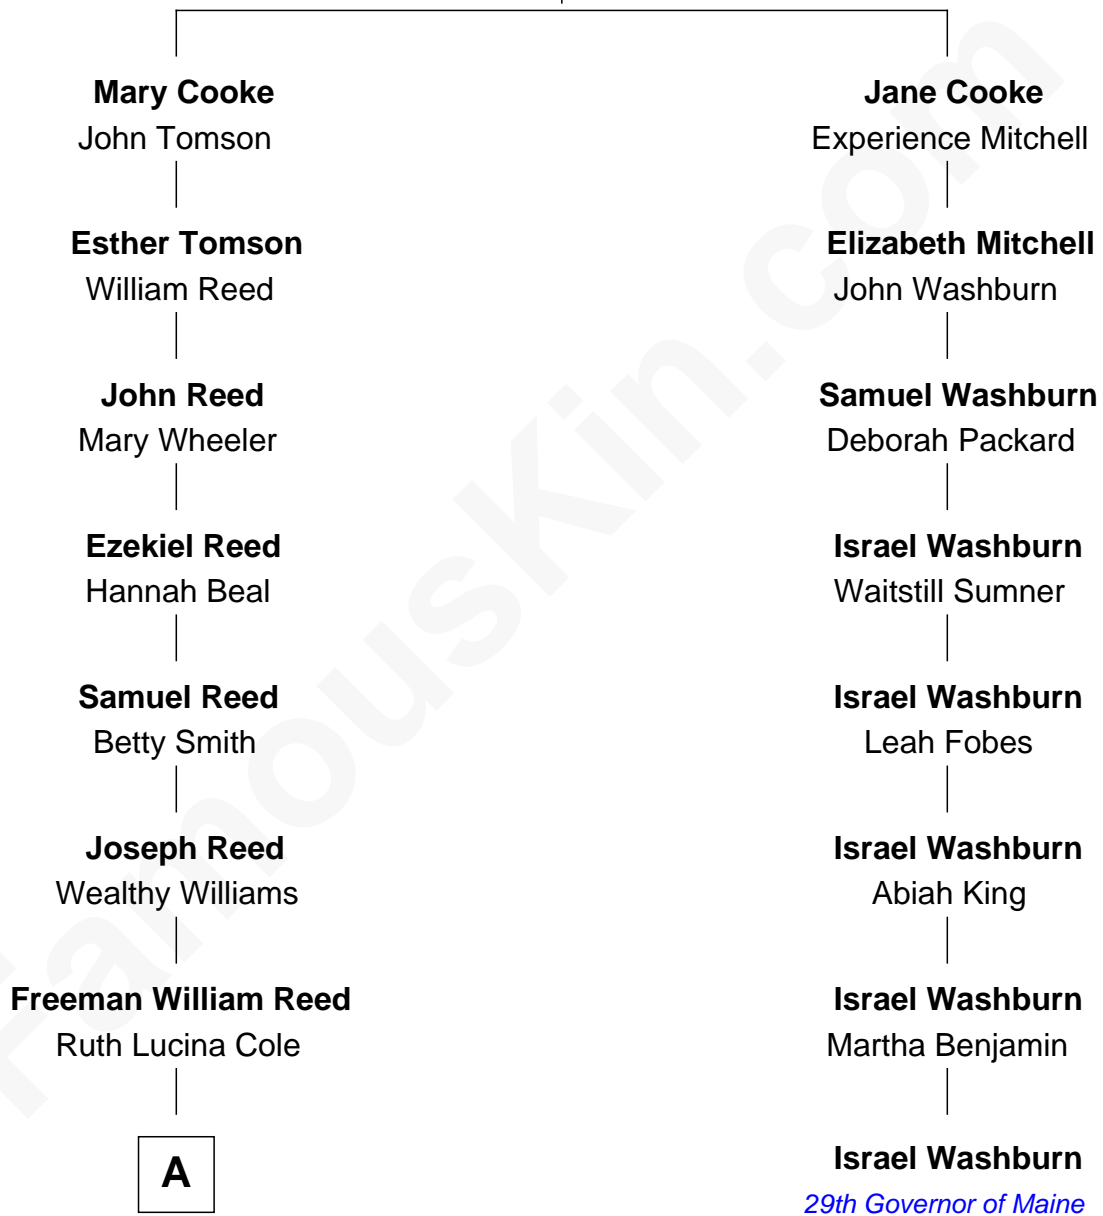 Mary Cooke
John Tomson
Esther Tomson
William Reed
John Reed
Mary Wheeler
Ezekiel Reed
Hannah Beal
Samuel Reed
Betty Smith
Joseph Reed
Wealthy Williams
Freeman William Reed
Ruth Lucina Cole
A
Jane Cooke
Experience Mitchell
Elizabeth Mitchell
John Washburn
Samuel Washburn
Deborah Packard
Israel Washburn
Waitstill Sumner
Israel Washburn
Leah Fobes
Israel Washburn
Abiah King
Israel Washburn
Martha Benjamin
Israel Washburn
29th Governor of Maine
FamousKin.com